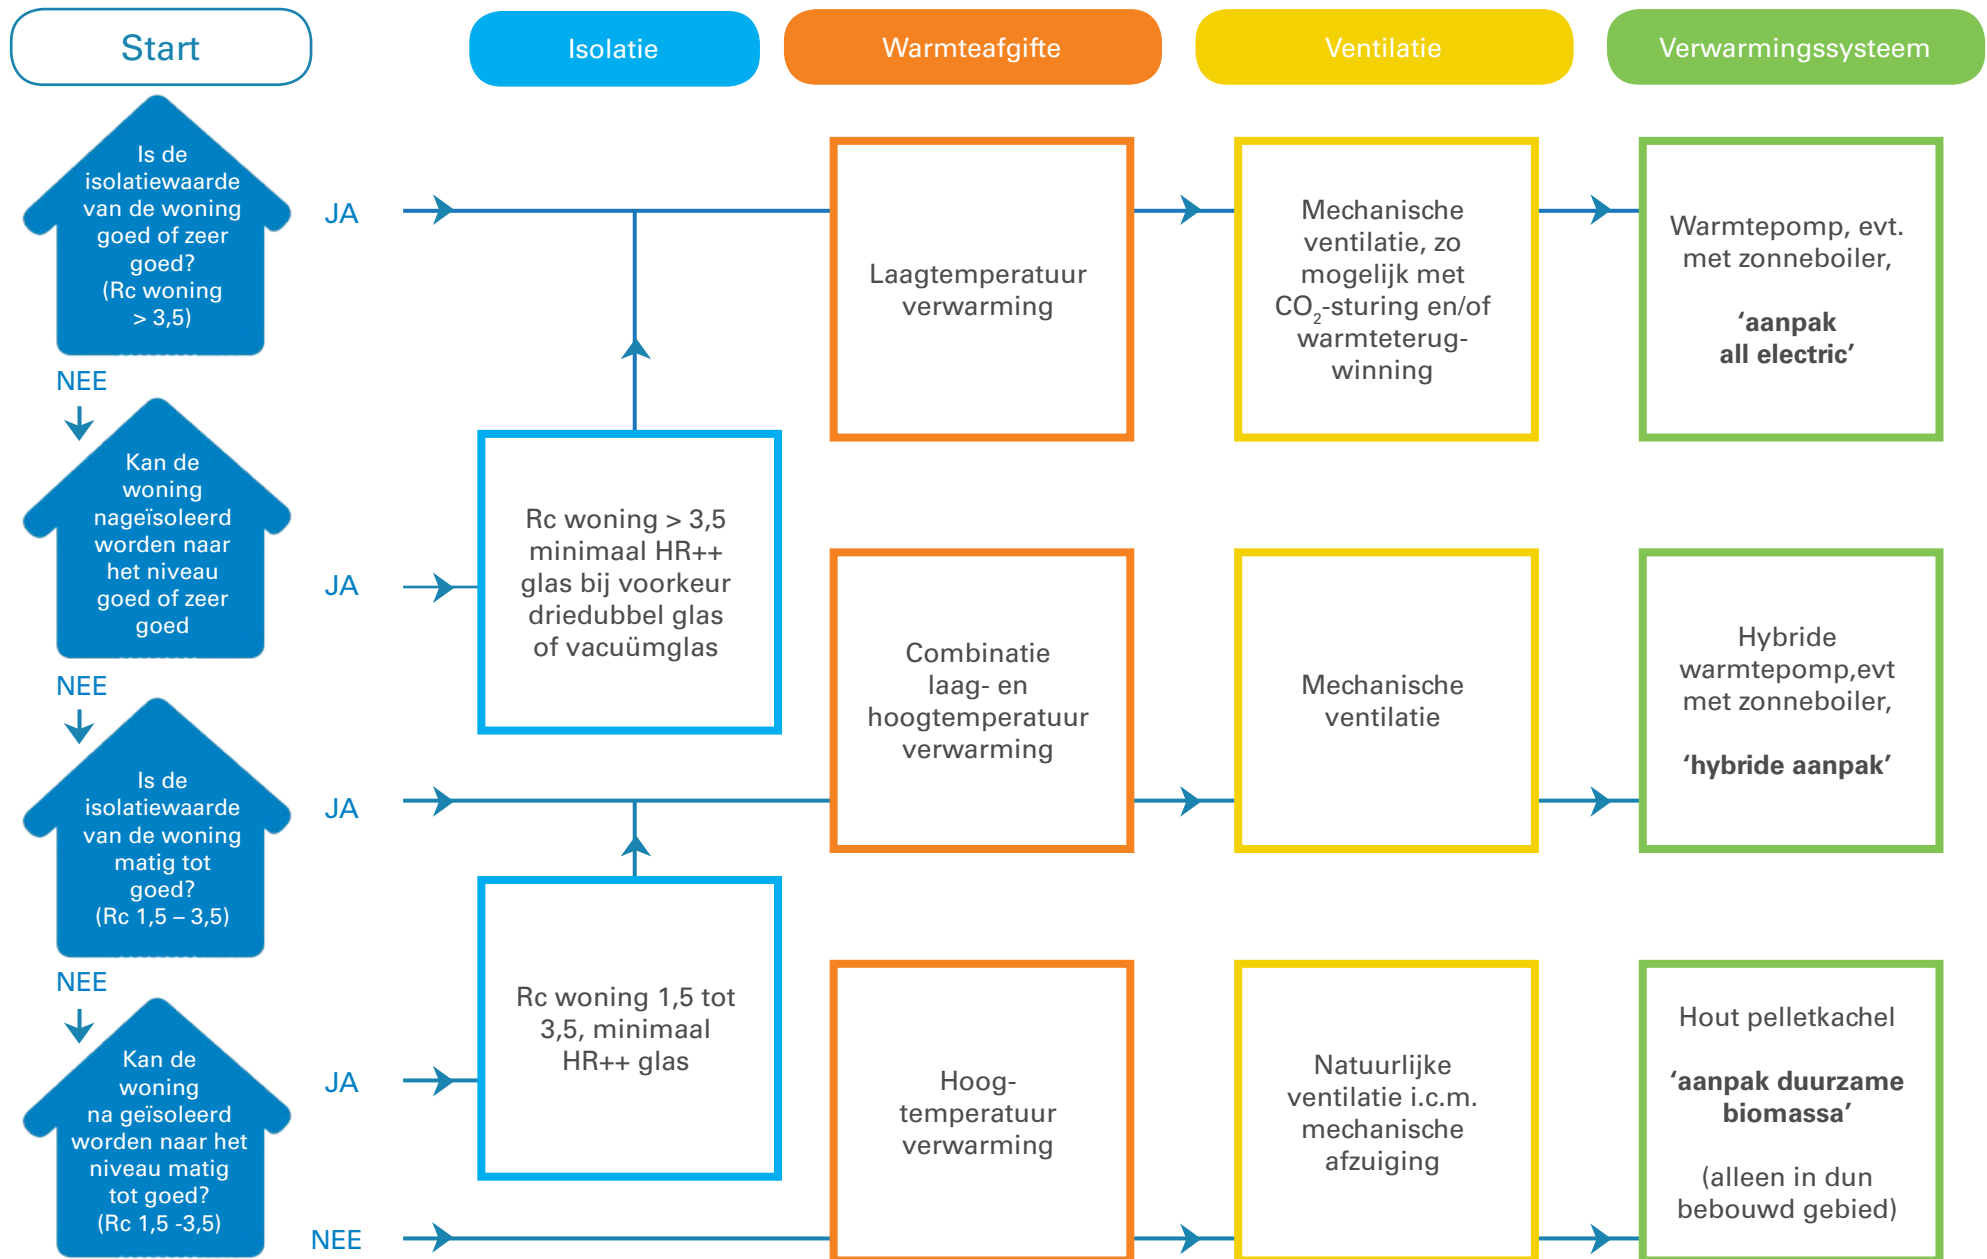 Start
Isolatie
Warmteafgifte
Ventilatie
Verwarmingssysteem
Is de
isolatiewaarde
van de woning
goed of zeer
goed?
(Rc woning
> 3,5)
JA
Laagtemperatuur
verwarming
Mechanische
ventilatie, zo
mogelijk met
CO₂-sturing en/of
warmteterug-
winning
Warmtepomp, evt.
met zonneboiler,
‘aanpak
all electric’
NEE
Kan de
woning
nageïsoleerd
worden naar
het niveau
goed of zeer
goed
JA
Rc woning > 3,5
minimaal HR++
glas bij voorkeur
driedubbel glas
of vacuümglas
NEE
Is de
isolatiewaarde
van de woning
matig tot
goed?
(Rc 1,5 – 3,5)
JA
Combinatie
laag- en
hoogtemperatuur
verwarming
Mechanische
ventilatie
Hybride
warmtepomp,evt
met zonneboiler,
‘hybride aanpak’
NEE
Kan de
woning
na geïsoleerd
worden naar het
niveau matig
tot goed?
(Rc 1,5 -3,5)
JA
Rc woning 1,5 tot
3,5, minimaal
HR++ glas
NEE
Hoog-
temperatuur
verwarming
Natuurlijke
ventilatie i.c.m.
mechanische
afzuiging
Hout pelletkachel
‘aanpak duurzame
biomassa’
(alleen in dun
bebouwd gebied)